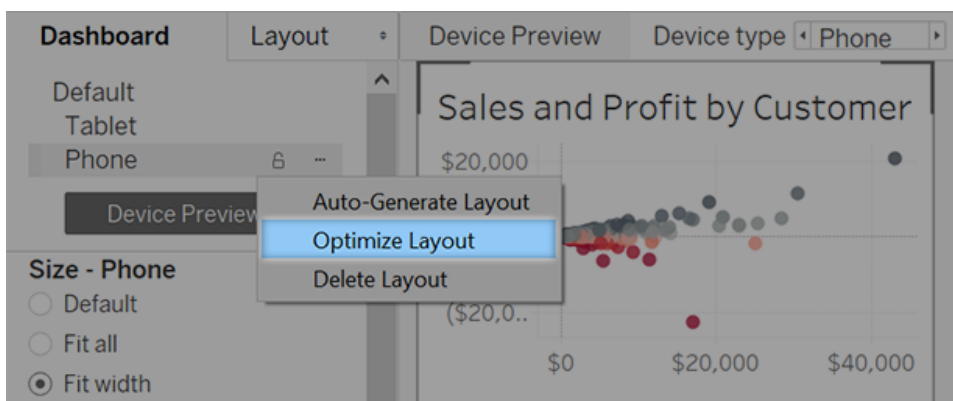 Dashboard Layout Device Preview Device type Phone
Default
Tablet
Phone
Device Preview
Auto-Generate Layout
Optimize Layout
Delete Layout
Size - Phone
Default
Fit all
Fit width
Sales and Profit by Customer
$20,000
($20,0..
$0 $20,000 $40,000